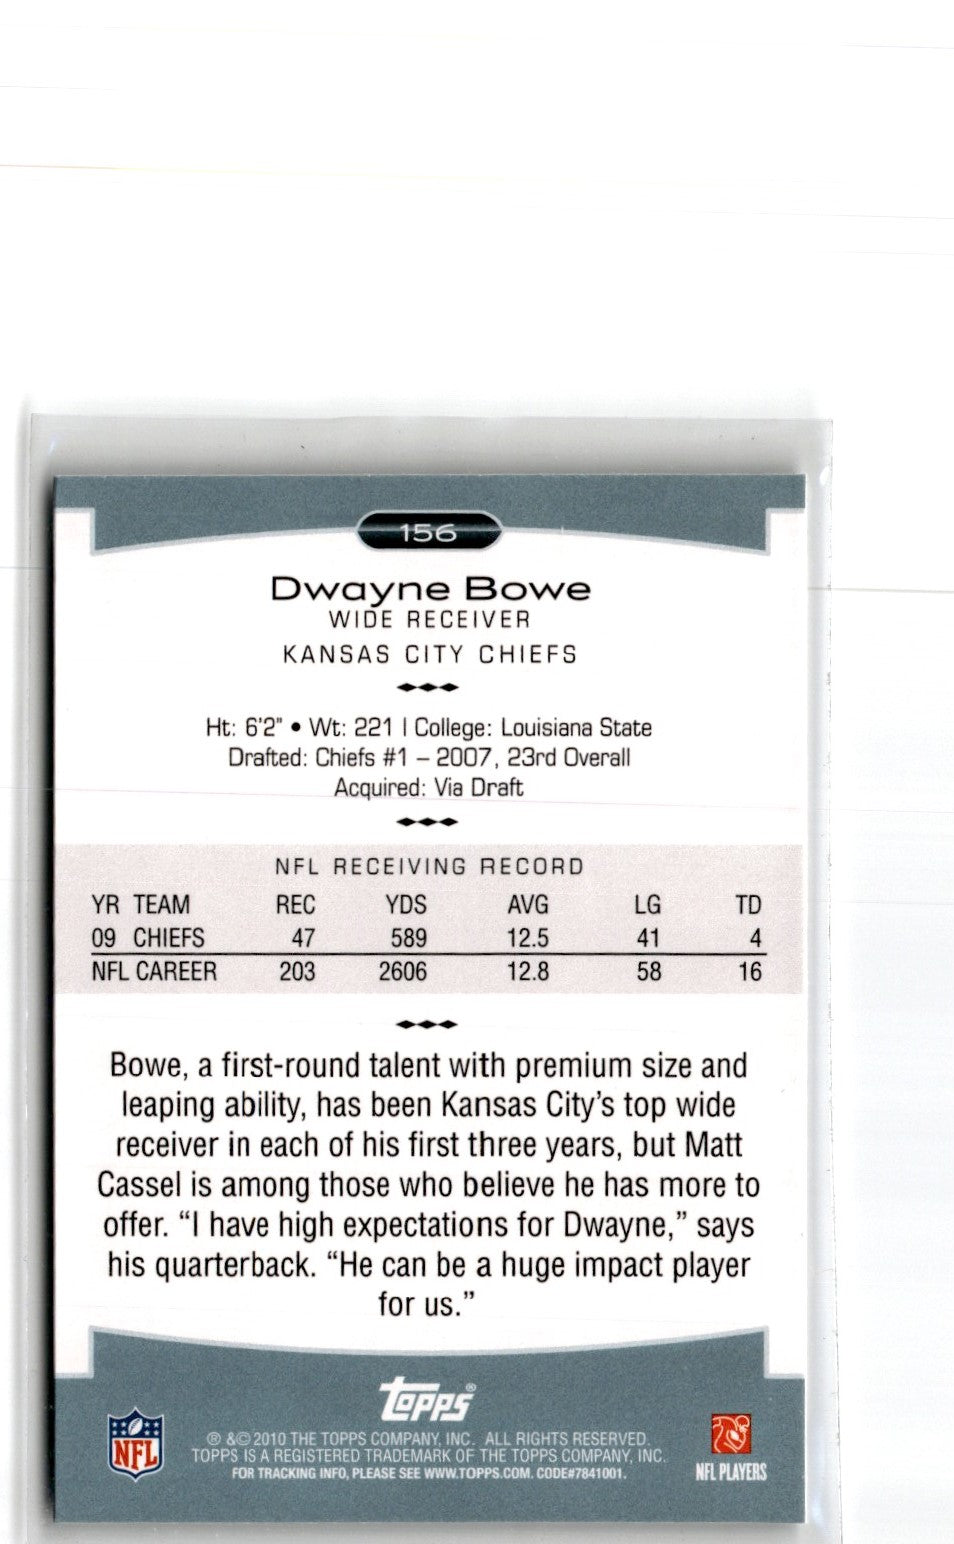 156
Dwayne Bowe
WIDE RECEIVER
KANSAS CITY CHIEFS
Ht: 6'2" • Wt: 221 | College: Louisiana State
Drafted: Chiefs #1 – 2007, 23rd Overall
Acquired: Via Draft
NFL RECEIVING RECORD
YR TEAM REC YDS AVG LG TD
09 CHIEFS 47 589 12.5 41 4
NFL CAREER 203 2606 12.8 58 16
Bowe, a first-round talent with premium size and
leaping ability, has been Kansas City's top wide
receiver in each of his first three years, but Matt
Cassel is among those who believe he has more to
offer. “I have high expectations for Dwayne,” says
his quarterback. “He can be a huge impact player
for us.”
topps®
® &© 2010 THE TOPPS COMPANY, INC. ALL RIGHTS RESERVED.
TOPPS IS A REGISTERED TRADEMARK OF THE TOPPS COMPANY, INC.
FOR TRACKING INFO, PLEASE SEE WWW.TOPPS.COM. CODE#7841001.
NFL
NFL PLAYERS